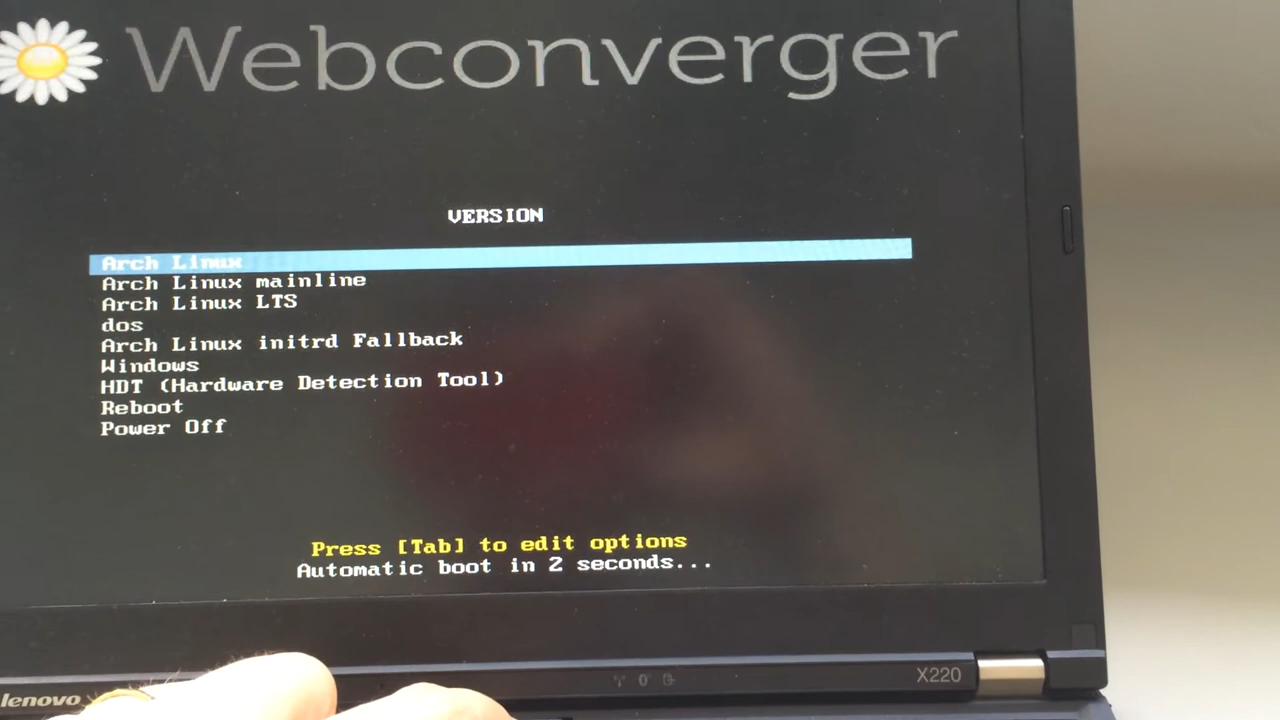 Webconverger
VERSION
Arch Linux
Arch Linux mainline
Arch Linux LTS
dos
Arch Linux initrd Fallback
Windows
HDT (Hardware Detection Tool)
Reboot
Power Off
Press [Tab] to edit options
Automatic boot in 2 seconds...
X220
lenovo